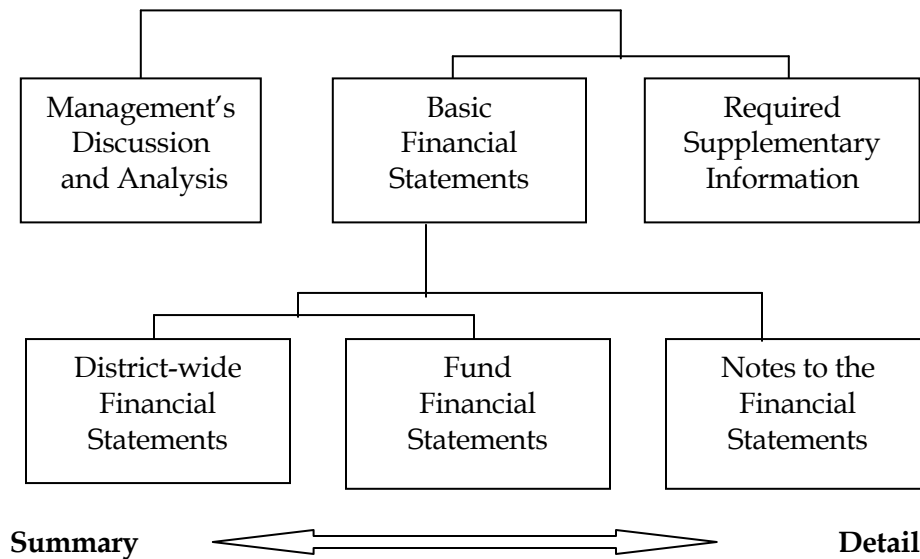 Management’s
Discussion
and Analysis
Basic
Financial
Statements
Required
Supplementary
Information
District-wide
Financial
Statements
Fund
Financial
Statements
Notes to the
Financial
Statements
Summary
Detail